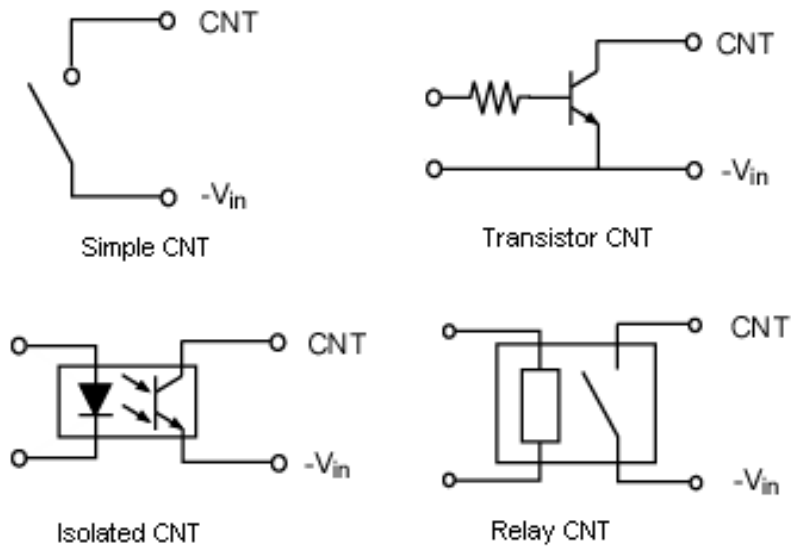 CNT
-Vin
Simple CNT
CNT
-Vin
Transistor CNT
CNT
-Vin
Isolated CNT
CNT
-Vin
Relay CNT